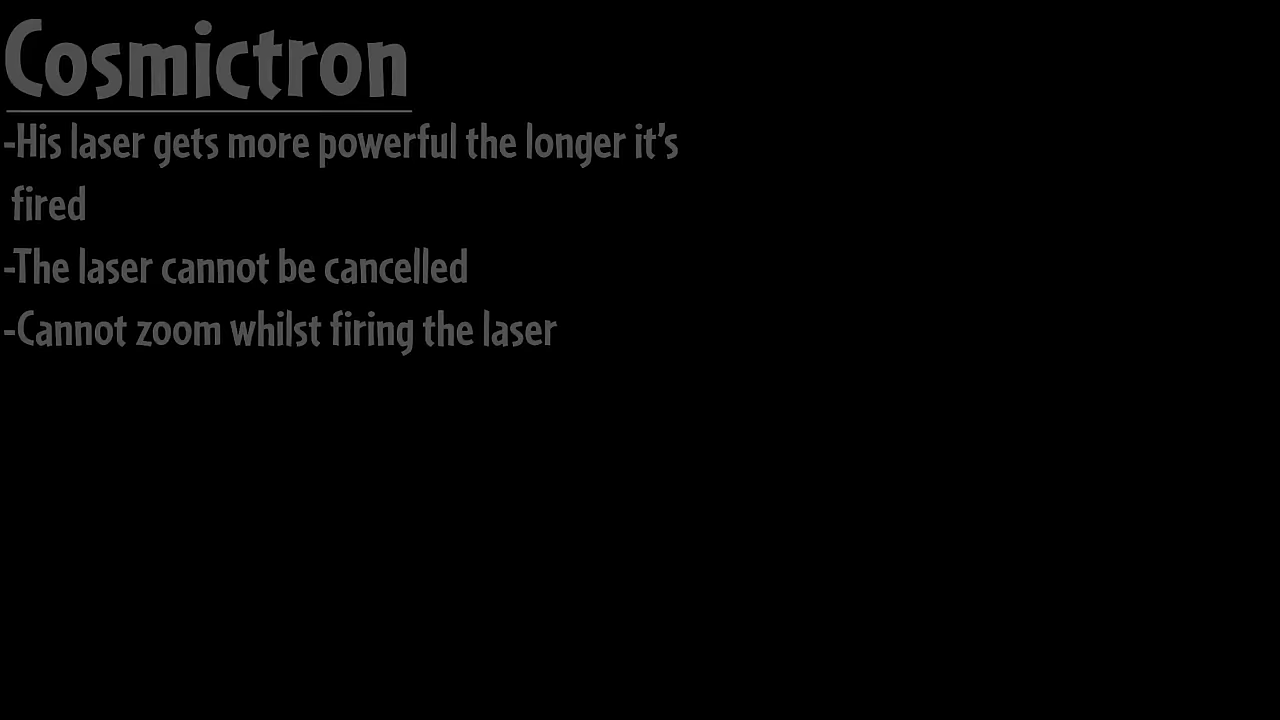 Cosmictron
-His laser gets more powerful the longer it's
fired
-The laser cannot be cancelled
-Cannot zoom whilst firing the laser